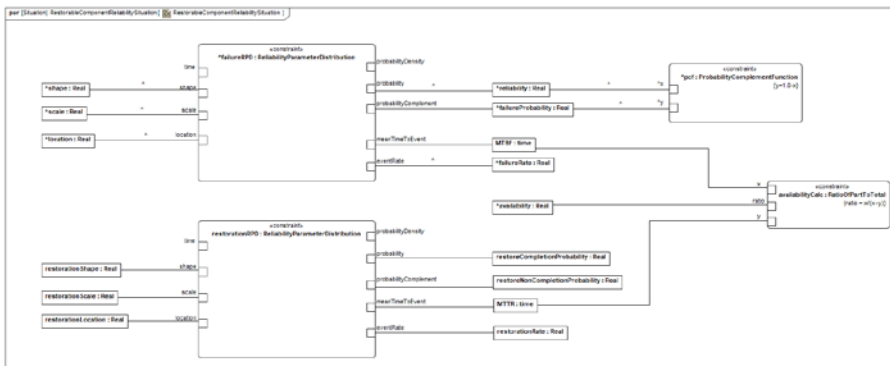 par [Situation] RestorableComponentReliabilitySituation [ RestorableComponentReliabilitySituation ]
«constraint»
^failureRPD : ReliabilityParameterDistribution
time
shape
scale
location
probabilityDensity
probability
probabilityComplement
meanTimeToEvent
eventRate
^shape : Real
^scale : Real
^location : Real
^reliability : Real
^failureProbability : Real
MTBF : time
^failureRate : Real
«constraint»
^pcf : ProbabilityComplementFunction
{y=1.0-x}
^x
^y
^availability : Real
«constraint»
availabilityCalc : RatioOfPartToTotal
x
ratio
y
«constraint»
restorationRPD : ReliabilityParameterDistribution
time
shape
scale
location
probabilityDensity
probability
probabilityComplement
meanTimeToEvent
eventRate
restorationShape : Real
restorationScale : Real
restorationLocation : Real
restoreCompletionProbability : Real
restoreNonCompletionProbability : Real
MTTR : time
restorationRate : Real